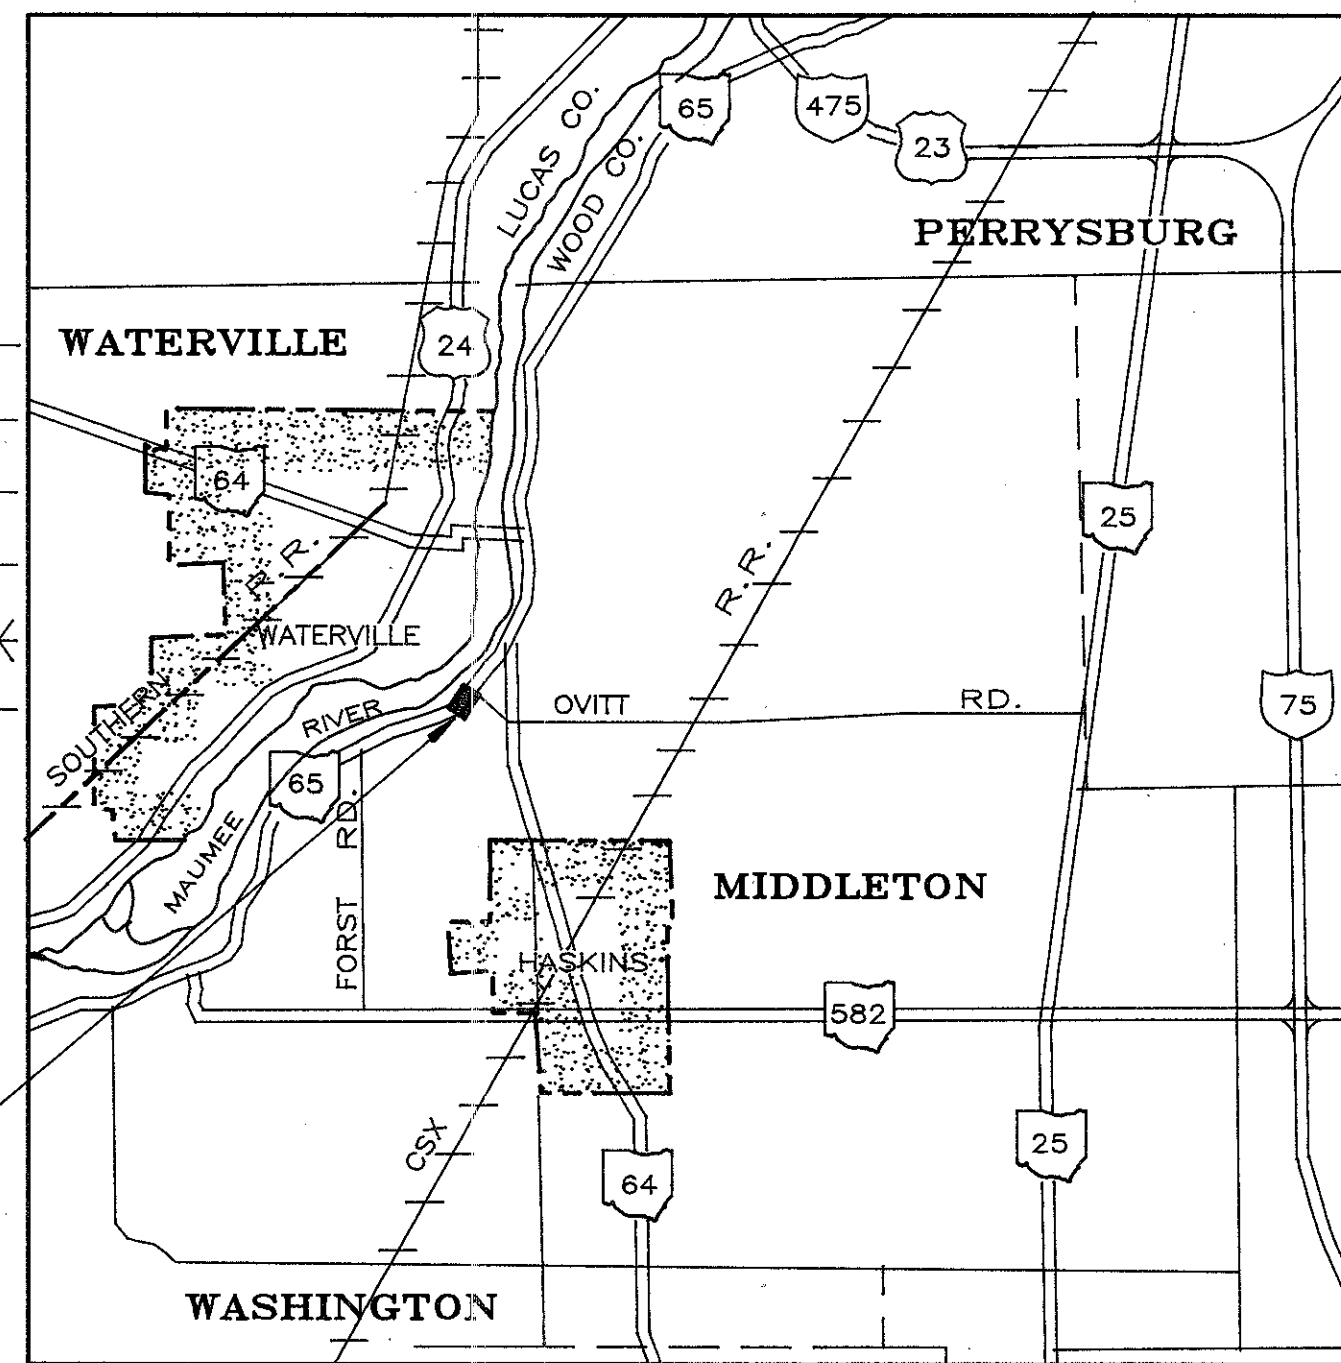 LUCAS CO.
WOOD CO.
65
475
23
PERRYSBURG
WATERVILLE
24
64
25
R.R.
R.R.
WATERVILLE
SOUTHERN
RIVER
OVITT RD.
75
65
MAUMEE
FORST RD.
MIDDLETON
HASKINS
582
CSX
25
64
WASHINGTON